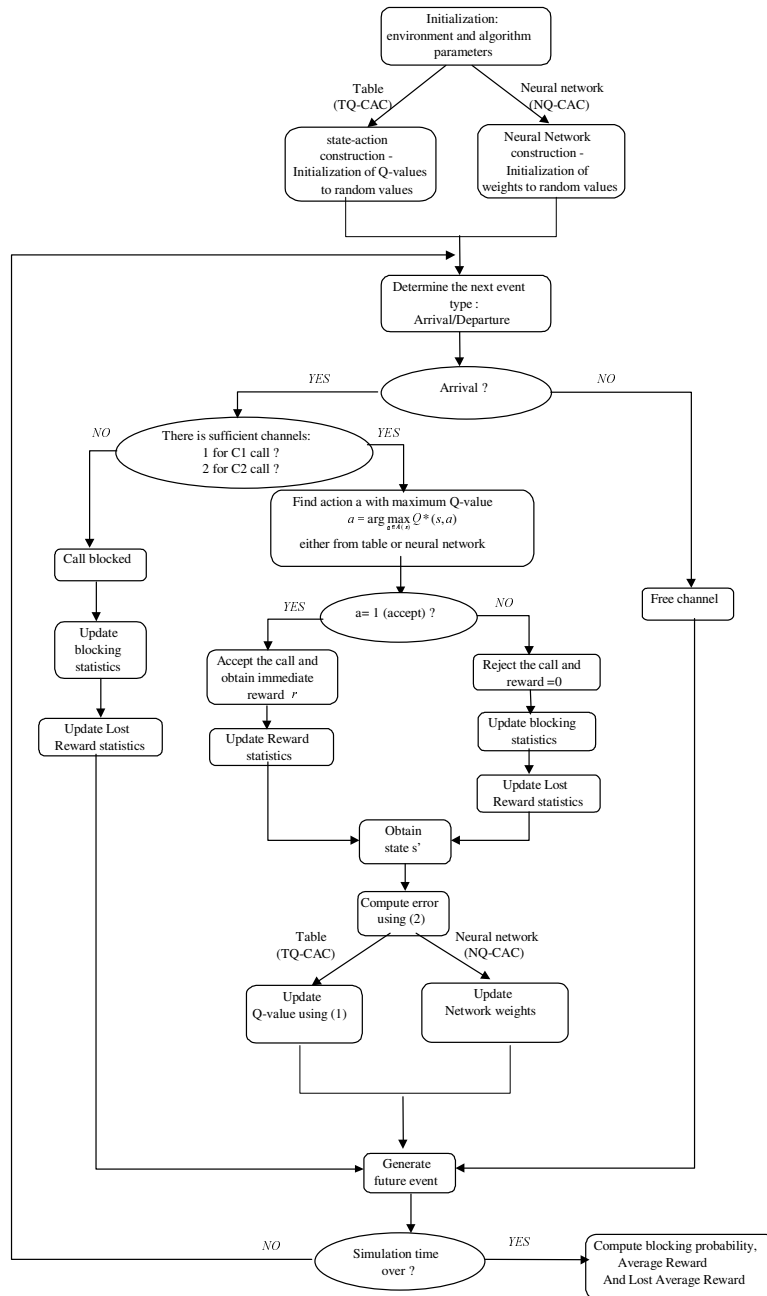 Initialization:
environment and algorithm
parameters
Table
(TQ-CAC)
Neural network
(NQ-CAC)
state-action
construction -
Initialization of Q-values
to random values
Neural Network
construction -
Initialization of
weights to random values
Determine the next event
type :
Arrival/Departure
Arrival ?
YES
NO
There is sufficient channels:
1 for C1 call ?
2 for C2 call ?
NO
YES
Find action a with maximum Q-value
a = arg max Q*(s,a)
a∈A(s)
either from table or neural network
Call blocked
a= 1 (accept) ?
YES
NO
Free channel
Update
blocking
statistics
Accept the call and
obtain immediate
reward r
Reject the call and
reward =0
Update Lost
Reward statistics
Update Reward
statistics
Update blocking
statistics
Update Lost
Reward statistics
Obtain
state s'
Compute error
using (2)
Table
(TQ-CAC)
Neural network
(NQ-CAC)
Update
Q-value using (1)
Update
Network weights
Generate
future event
Simulation time
over ?
NO
YES
Compute blocking probability,
Average Reward
And Lost Average Reward